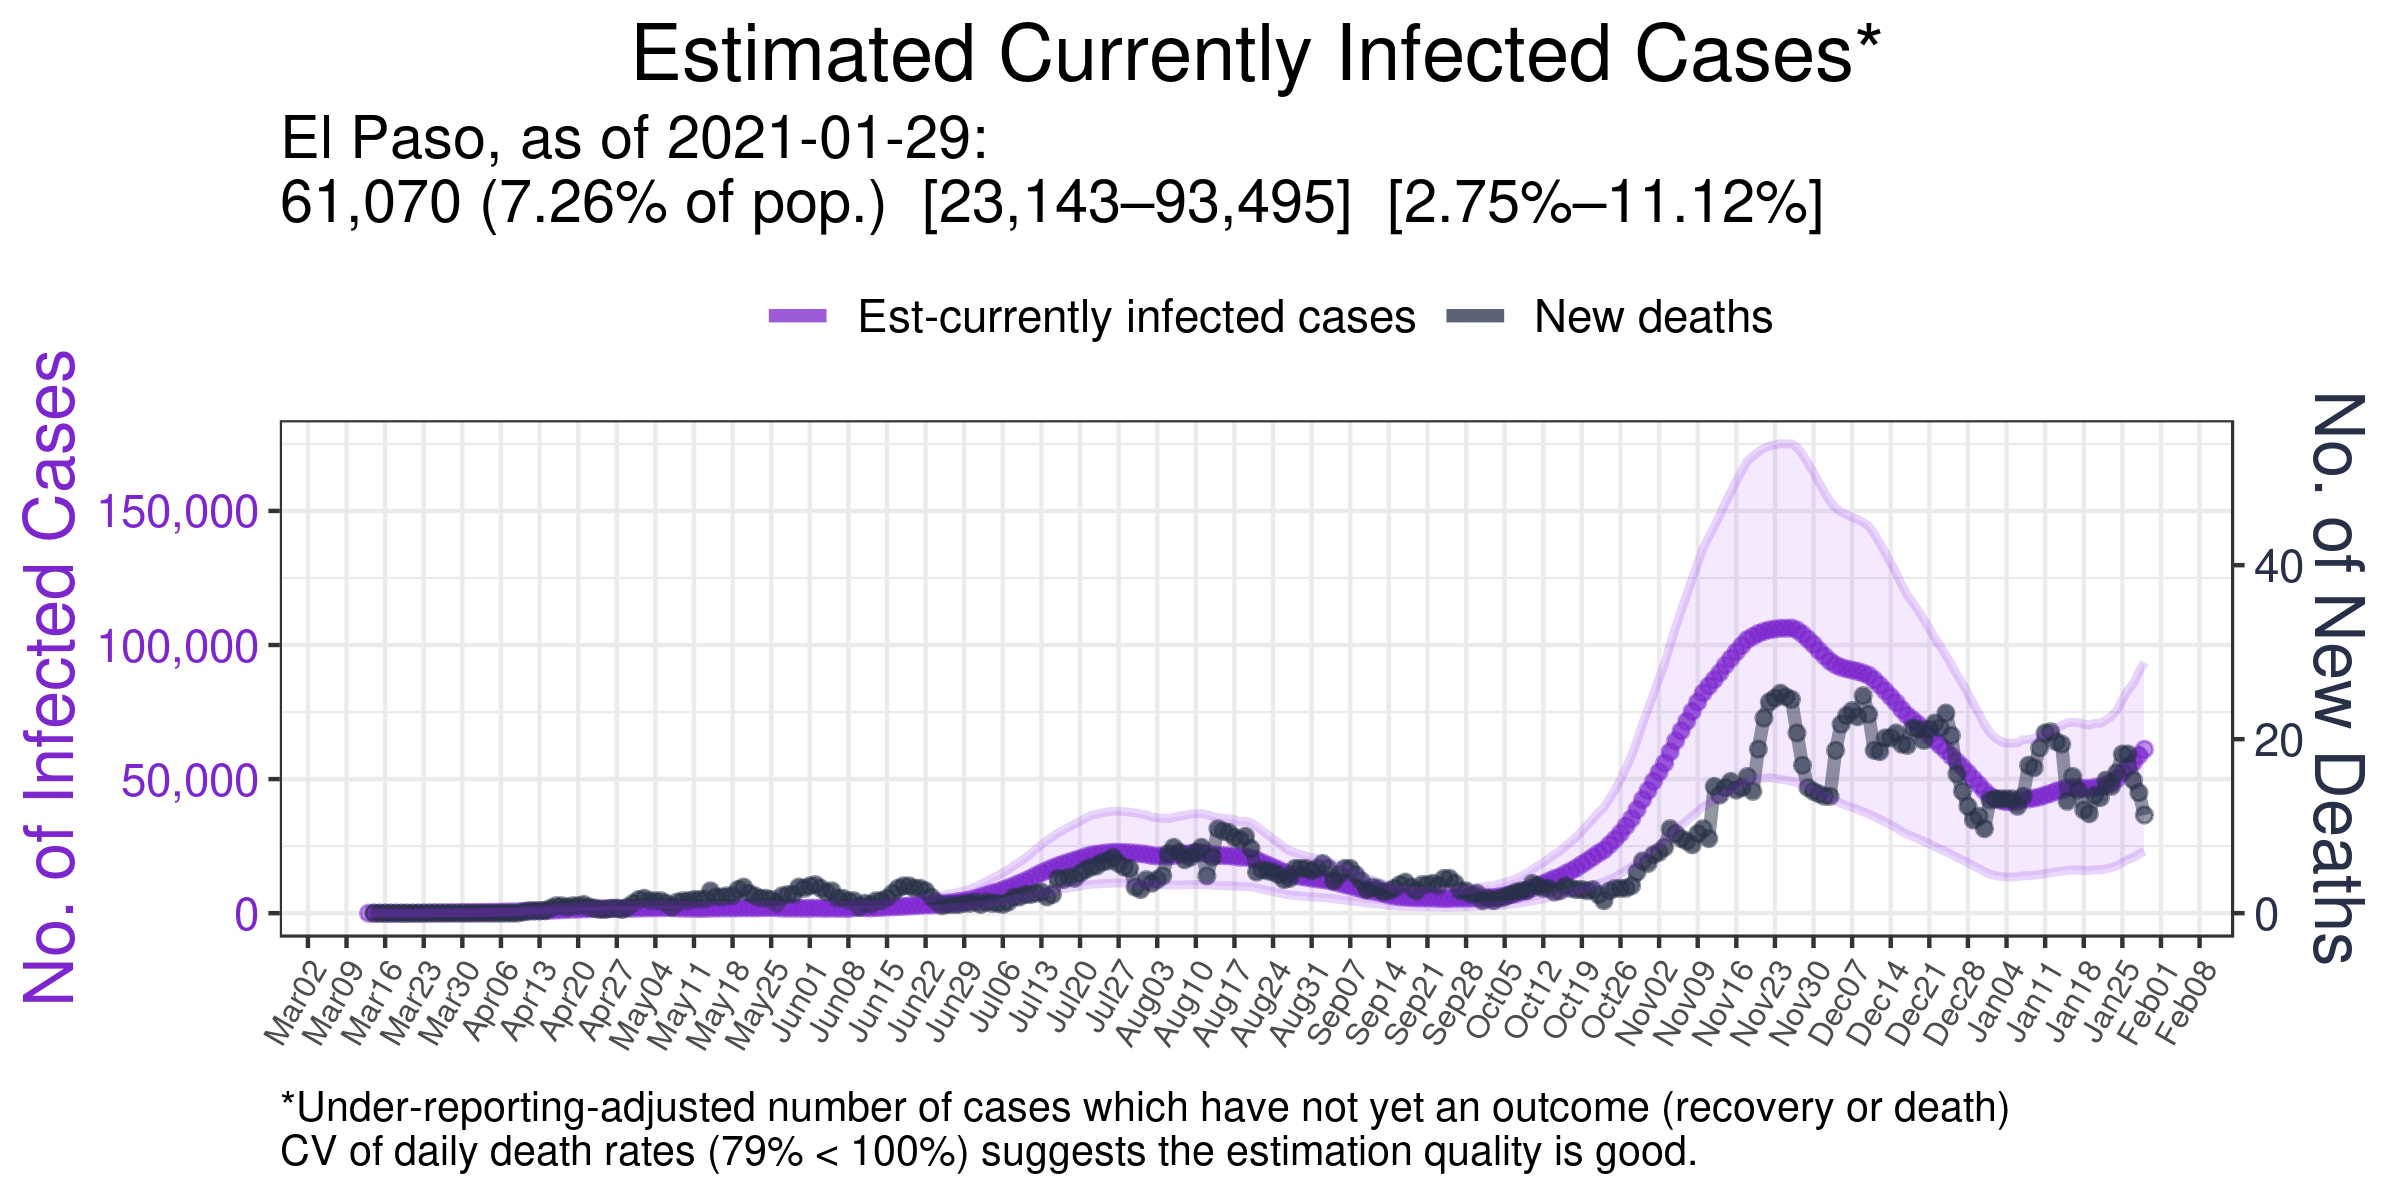 Estimated Currently Infected Cases*
El Paso, as of 2021-01-29:
61,070 (7.26% of pop.) [23,143–93,495] [2.75%–11.12%]
Est-currently infected cases
New deaths
No. of Infected Cases
150,000
100,000
50,000
0
40
20
0
No. of New Deaths
Mar02
Mar09
Mar16
Mar23
Mar30
Apr06
Apr13
Apr20
Apr27
May04
May11
May18
May25
Jun01
Jun08
Jun15
Jun22
Jun29
Jul06
Jul13
Jul20
Jul27
Aug03
Aug10
Aug17
Aug24
Aug31
Sep07
Sep14
Sep21
Sep28
Oct05
Oct12
Oct19
Oct26
Nov02
Nov09
Nov16
Nov23
Nov30
Dec07
Dec14
Dec21
Dec28
Jan04
Jan11
Jan18
Jan25
Feb01
Feb08
*Under-reporting-adjusted number of cases which have not yet an outcome (recovery or death)
CV of daily death rates (79% < 100%) suggests the estimation quality is good.